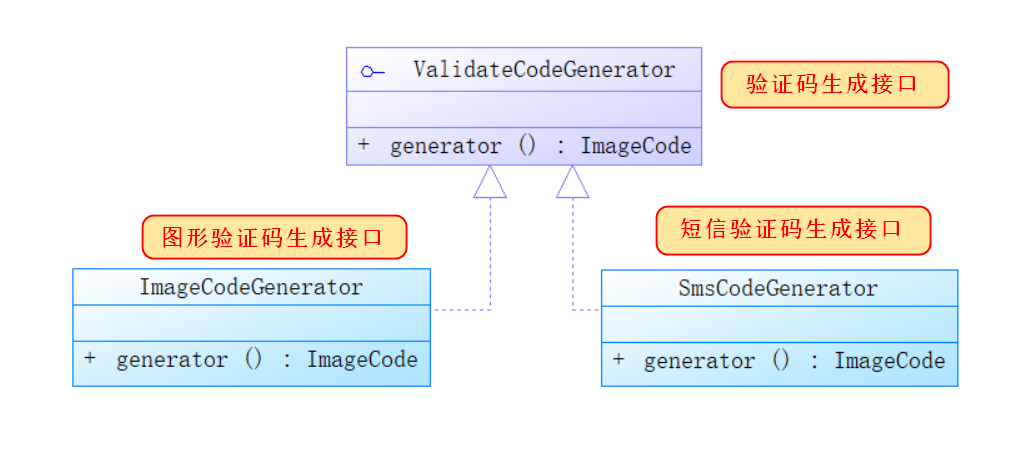 ValidateCodeGenerator
验证码生成接口
+ generator () : ImageCode
图形验证码生成接口
短信验证码生成接口
ImageCodeGenerator
SmsCodeGenerator
+ generator () : ImageCode
+ generator () : ImageCode